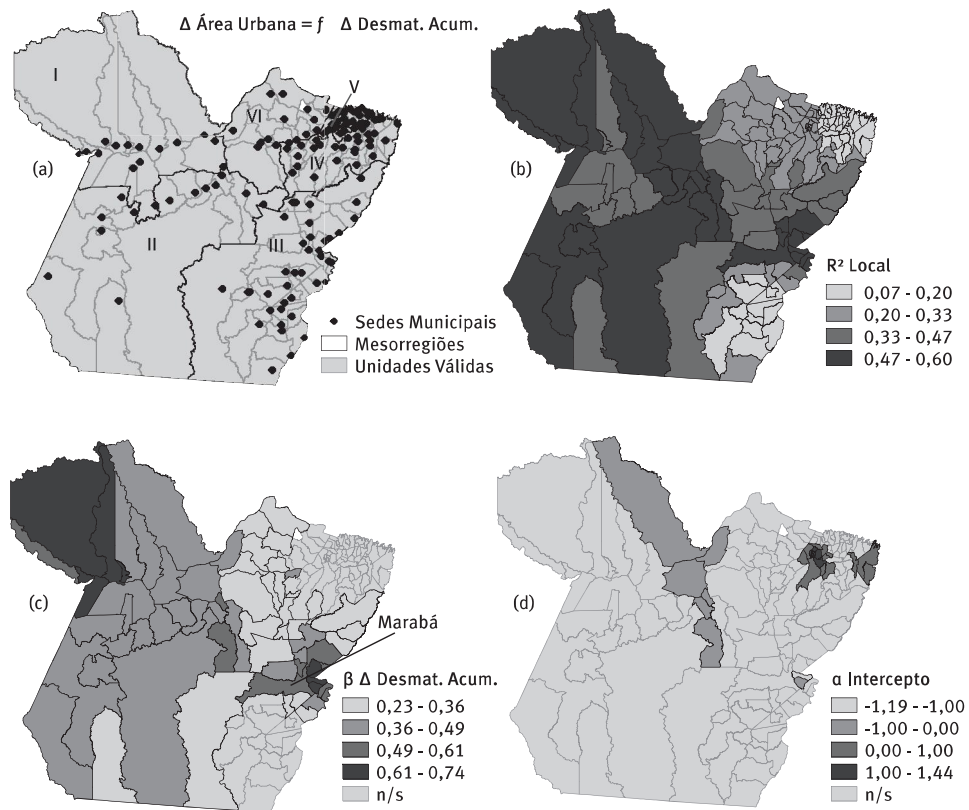 Δ Área Urbana = f Δ Desmat. Acum.
I
VI
V
IV
(a)
II
III
Sedes Municipais
Mesorregiões
Unidades Válidas
(b)
R² Local
0,07 - 0,20
0,20 - 0,33
0,33 - 0,47
0,47 - 0,60
(c)
Marabá
β Δ Desmat. Acum.
0,23 - 0,36
0,36 - 0,49
0,49 - 0,61
0,61 - 0,74
n/s
(d)
α Intercepto
-1,19 - -1,00
-1,00 - 0,00
0,00 - 1,00
1,00 - 1,44
n/s